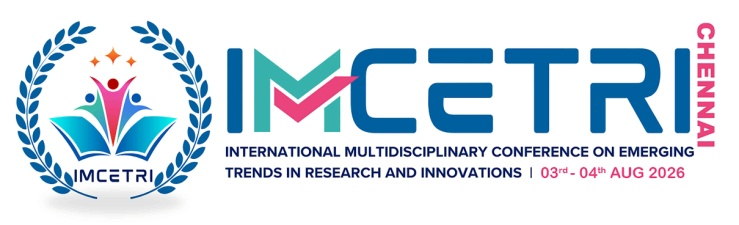 IMCETRI
IMCETRI
CHENNAI
INTERNATIONAL MULTIDISCIPLINARY CONFERENCE ON EMERGING
TRENDS IN RESEARCH AND INNOVATIONS | 03rd - 04th AUG 2026